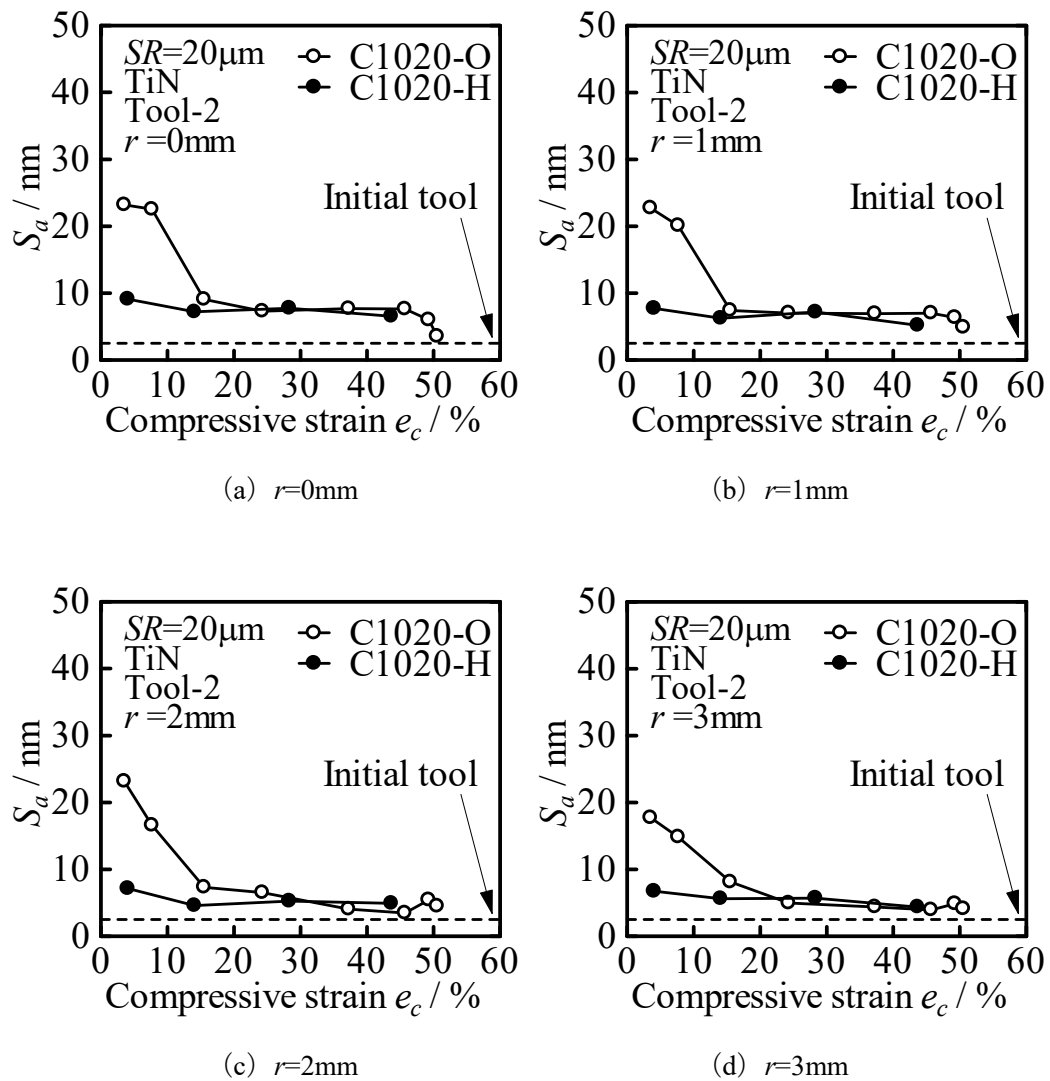 50
40
30
20
10
0
S_a / nm
SR=20μm
TiN
Tool-2
r =0mm
C1020-O
C1020-H
Initial tool
0 10 20 30 40 50 60
Compressive strain e_c / %
(a) r=0mm
50
40
30
20
10
0
S_a / nm
SR=20μm
TiN
Tool-2
r =1mm
C1020-O
C1020-H
Initial tool
0 10 20 30 40 50 60
Compressive strain e_c / %
(b) r=1mm
50
40
30
20
10
0
S_a / nm
SR=20μm
TiN
Tool-2
r =2mm
C1020-O
C1020-H
Initial tool
0 10 20 30 40 50 60
Compressive strain e_c / %
(c) r=2mm
50
40
30
20
10
0
S_a / nm
SR=20μm
TiN
Tool-2
r =3mm
C1020-O
C1020-H
Initial tool
0 10 20 30 40 50 60
Compressive strain e_c / %
(d) r=3mm